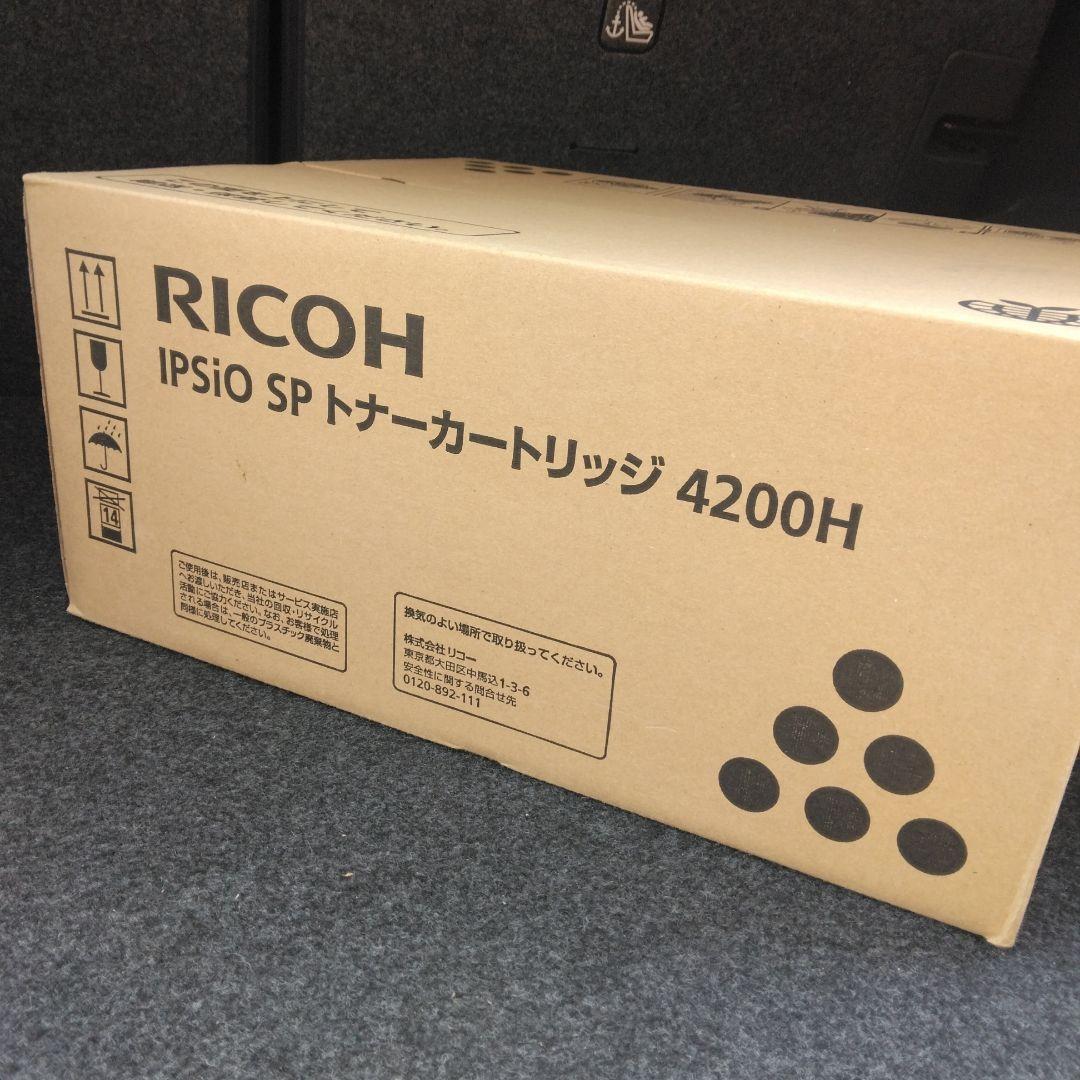 RICOH
IPSiO SP トナーカートリッジ 4200H
14
ご使用後は、販売店またはサービス実施店
へお渡しいただき、当社の回収・リサイクル
活動にご協力ください。なお、お客様で処理
される場合は、一般のプラスチック廃棄物と
同様に処理してください。
換気のよい場所で取り扱ってください。
株式会社リコー
東京都大田区中馬込1-3-6
安全性に関する問合せ先
0120-892-111